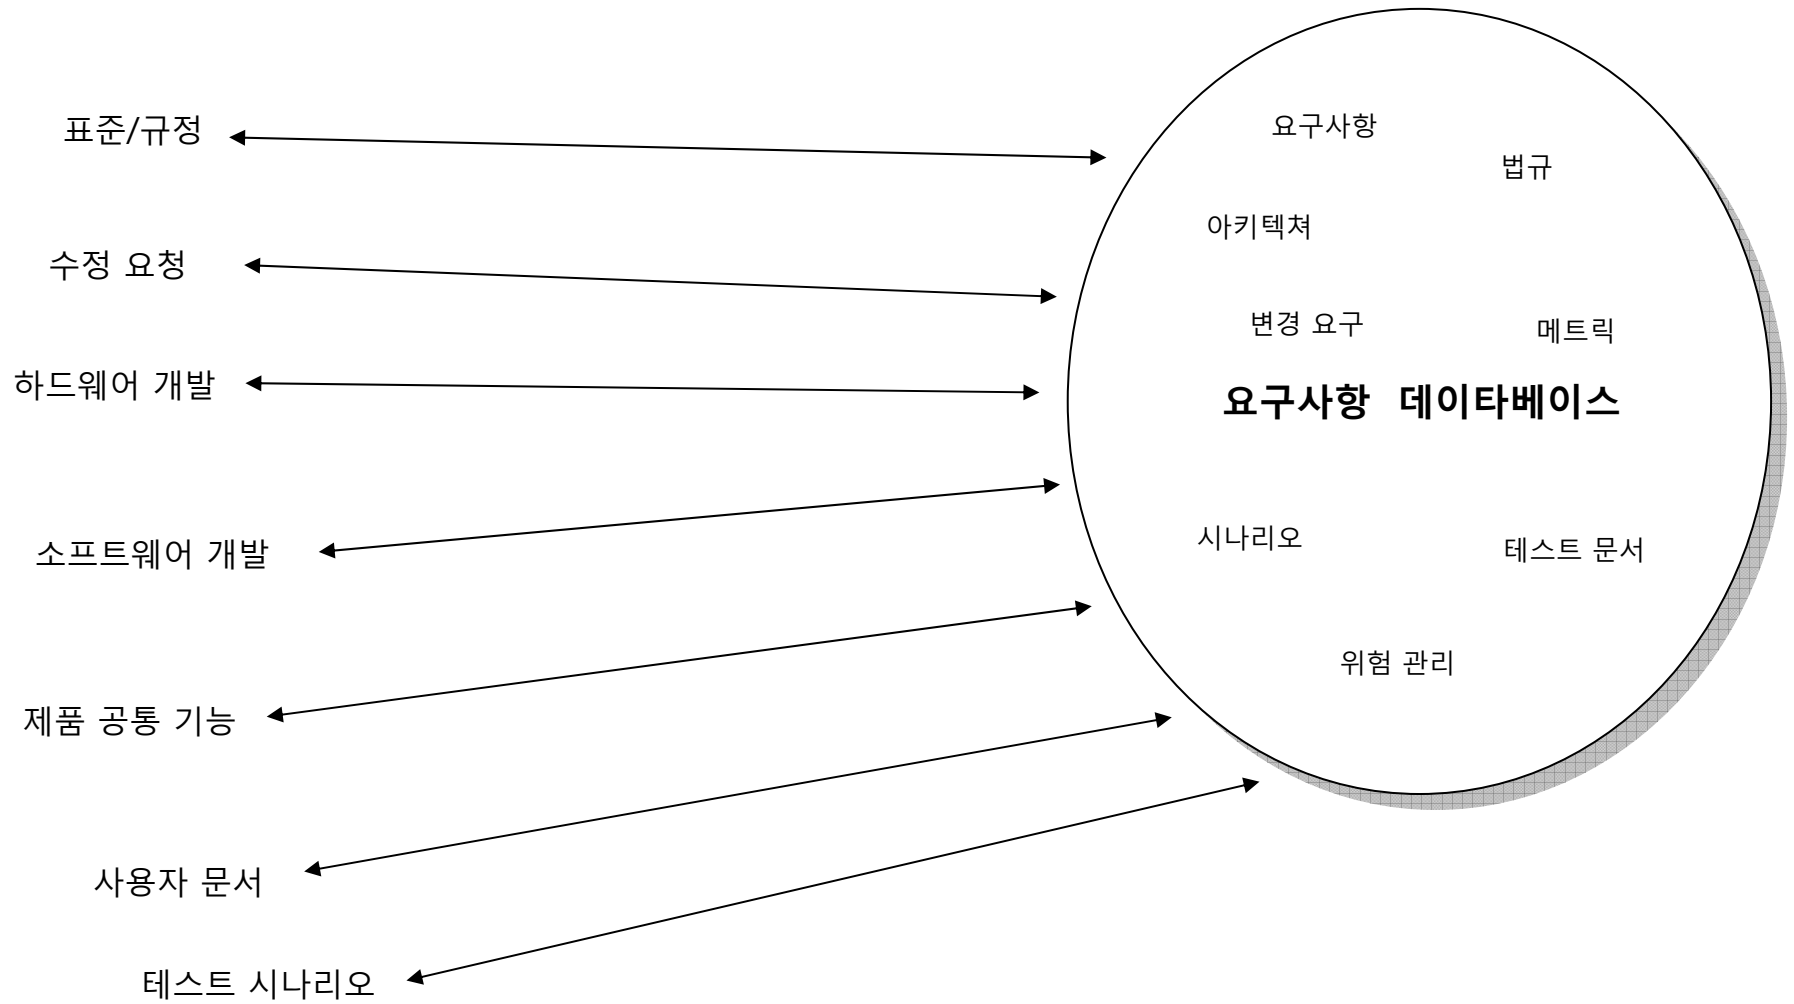 표준/규정
수정 요청
하드웨어 개발
소프트웨어 개발
제품 공통 기능
사용자 문서
테스트 시나리오
요구사항
법규
아키텍쳐
변경 요구
메트릭
요구사항 데이타베이스
시나리오
테스트 문서
위험 관리